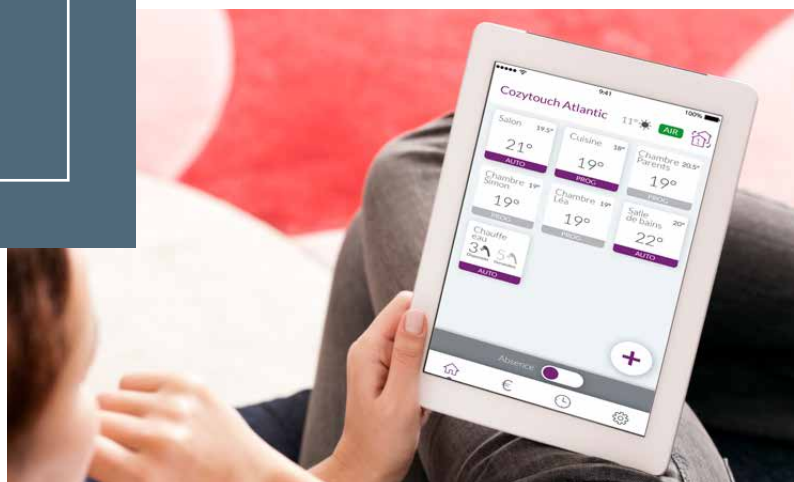 9:41
100%
Cozytouch Atlantic 11° AIR
Salon 19.5°
21°
AUTO
Cuisine 18°
19°
PROG
Chambre 20.5°
Parents
19°
PROG
Chambre 19°
Simon
19°
PROG
Chambre 19°
Léa
19°
PROG
Salle 20°
de bains
22°
AUTO
Chauffe
eau
3 5
AUTO
+
Absence
€